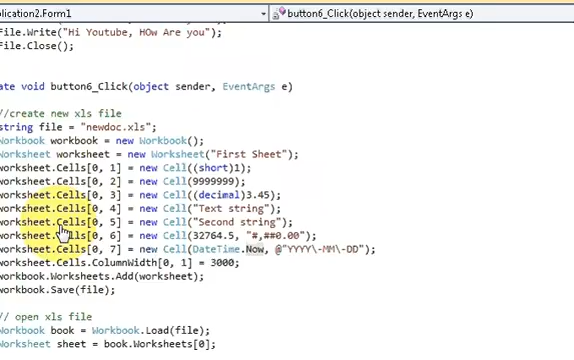 plication2.Form1
button6_Click(object sender, EventArgs e)
File.Write("Hi Youtube, HOw Are you");
File.Close();
ate void button6_Click(object sender, EventArgs e)
//create new xls file
string file = "newdoc.xls";
Workbook workbook = new Workbook();
Worksheet worksheet = new Worksheet("First Sheet");
worksheet.Cells[0, 1] = new Cell((short)1);
worksheet.Cells[0, 2] = new Cell(9999999);
worksheet.Cells[0, 3] = new Cell((decimal)3.45);
worksheet.Cells[0, 4] = new Cell("Text string");
worksheet.Cells[0, 5] = new Cell("Second string");
worksheet.Cells[0, 6] = new Cell(32764.5, "#,##0.00");
worksheet.Cells[0, 7] = new Cell(DateTime.Now, @"YYYY\-MM\-DD");
worksheet.Cells.ColumnWidth[0, 1] = 3000;
workbook.Worksheets.Add(worksheet);
workbook.Save(file);
// open xls file
Workbook book = Workbook.Load(file);
Worksheet sheet = book.Worksheets[0];